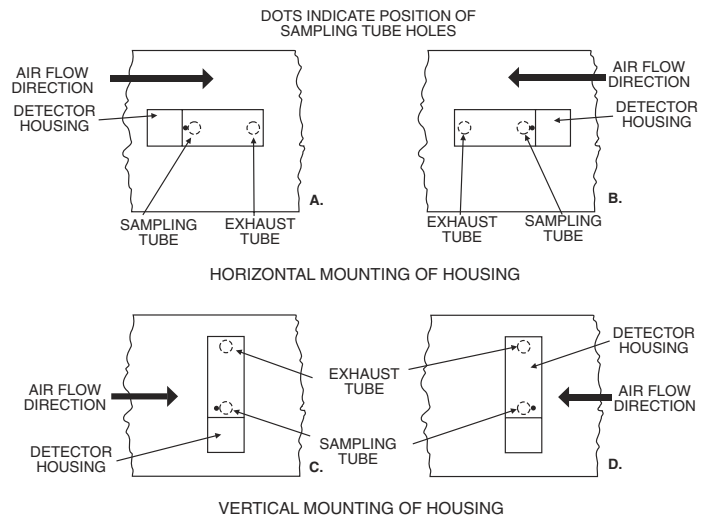 DOTS INDICATE POSITION OF
SAMPLING TUBE HOLES
AIR FLOW
DIRECTION
DETECTOR
HOUSING
SAMPLING
TUBE
EXHAUST
TUBE
A.
AIR FLOW
DIRECTION
DETECTOR
HOUSING
EXHAUST
TUBE
SAMPLING
TUBE
B.
HORIZONTAL MOUNTING OF HOUSING
AIR FLOW
DIRECTION
DETECTOR
HOUSING
C.
EXHAUST
TUBE
SAMPLING
TUBE
DETECTOR
HOUSING
AIR FLOW
DIRECTION
D.
VERTICAL MOUNTING OF HOUSING